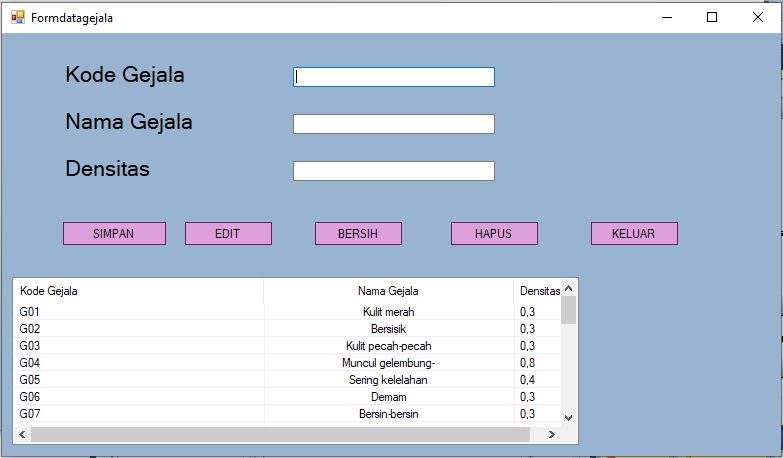 Formdatagejala
Kode Gejala
Nama Gejala
Densitas
SIMPAN EDIT BERSIH HAPUS KELUAR
Kode Gejala Nama Gejala Densitas
G01 Kulit merah 0,3
G02 Bersisik 0,3
G03 Kulit pecah-pecah 0,3
G04 Muncul gelembung- 0,8
G05 Sering kelelahan 0,4
G06 Demam 0,3
G07 Bersin-bersin 0,3